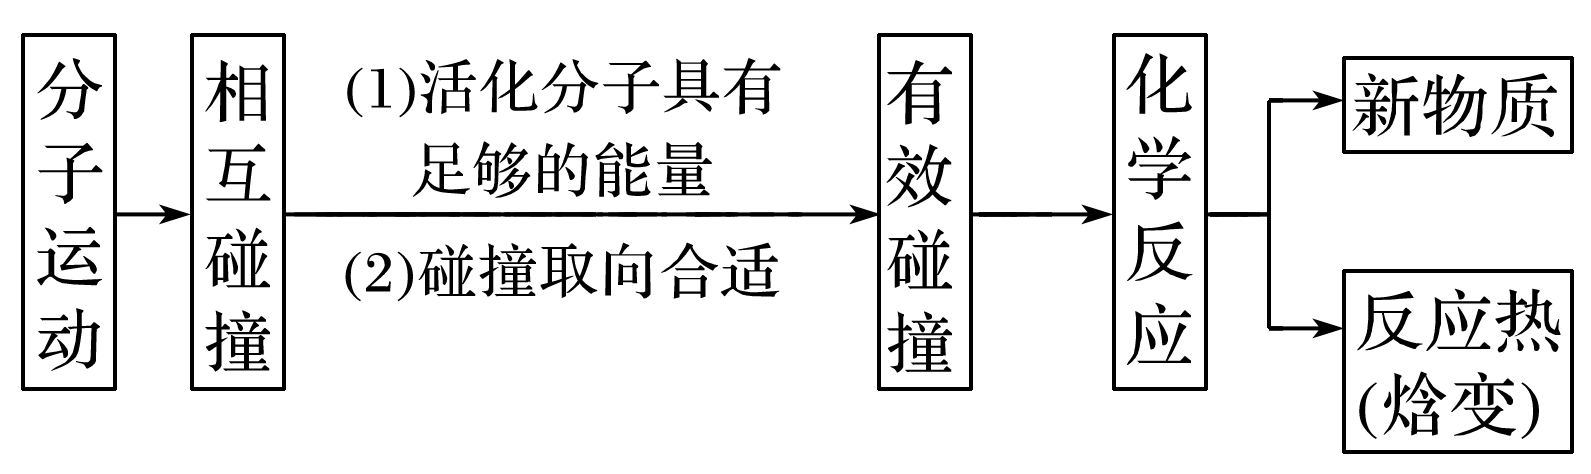 分子运动
相互碰撞
(1)活化分子具有
足够的能量
(2)碰撞取向合适
有效碰撞
化学反应
新物质
反应热
(焓变)